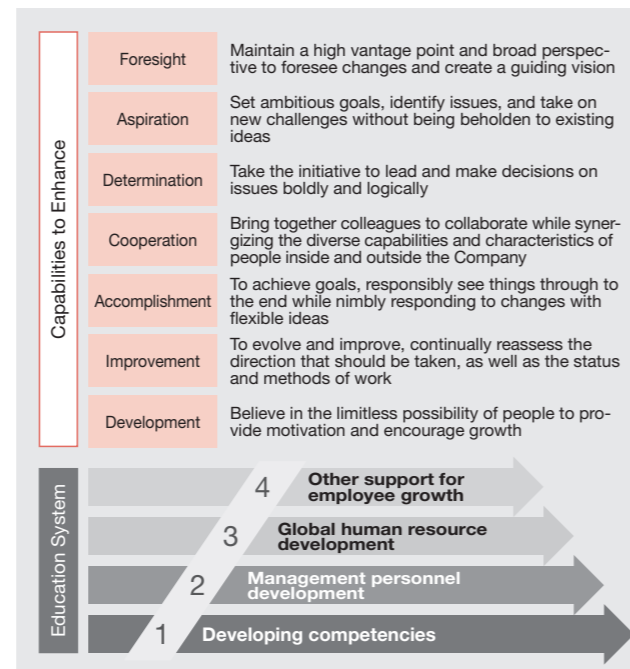 Capabilities to Enhance
Foresight
Maintain a high vantage point and broad perspec-
tive to foresee changes and create a guiding vision
Aspiration
Set ambitious goals, identify issues, and take on
new challenges without being beholden to existing
ideas
Determination
Take the initiative to lead and make decisions on
issues boldly and logically
Cooperation
Bring together colleagues to collaborate while syner-
gizing the diverse capabilities and characteristics of
people inside and outside the Company
Accomplishment
To achieve goals, responsibly see things through to
the end while nimbly responding to changes with
flexible ideas
Improvement
To evolve and improve, continually reassess the
direction that should be taken, as well as the status
and methods of work
Development
Believe in the limitless possibility of people to pro-
vide motivation and encourage growth
Education System
4
Other support for
employee growth
3
Global human resource
development
2
Management personnel
development
1
Developing competencies